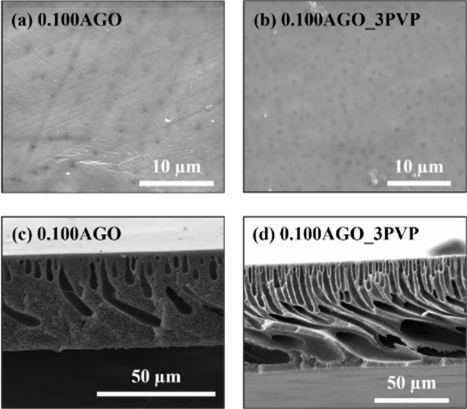 (a) 0.100AGO
10 µm
(b) 0.100AGO_3PVP
10 µm
(c) 0.100AGO
50 µm
(d) 0.100AGO_3PVP
50 µm